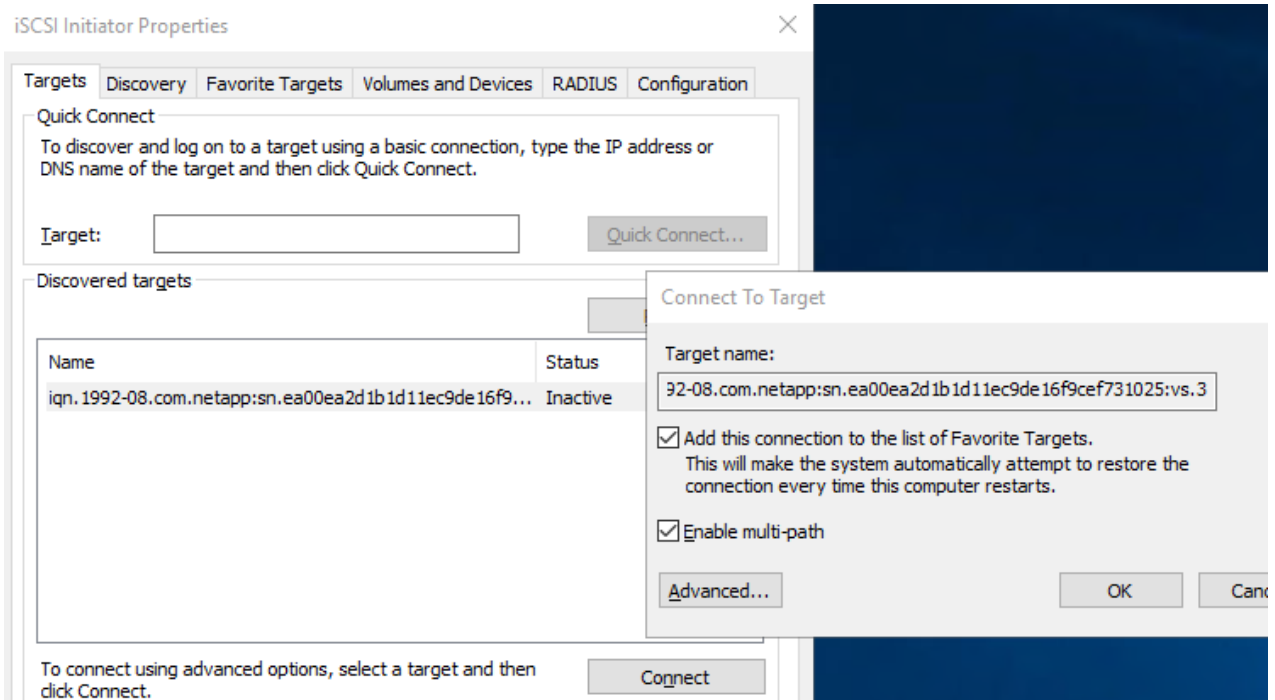 iSCSI Initiator Properties
Targets
Discovery
Favorite Targets
Volumes and Devices
RADIUS
Configuration
Quick Connect
To discover and log on to a target using a basic connection, type the IP address or
DNS name of the target and then click Quick Connect.
Target:
Quick Connect...
Discovered targets
Name
Status
iqn.1992-08.com.netapp:sn.ea00ea2d1b1d11ec9de16f9...
Inactive
To connect using advanced options, select a target and then
click Connect.
Connect
Connect To Target
Target name:
92-08.com.netapp:sn.ea00ea2d1b1d11ec9de16f9cef731025:vs.3
Add this connection to the list of Favorite Targets.
This will make the system automatically attempt to restore the
connection every time this computer restarts.
Enable multi-path
Advanced...
OK